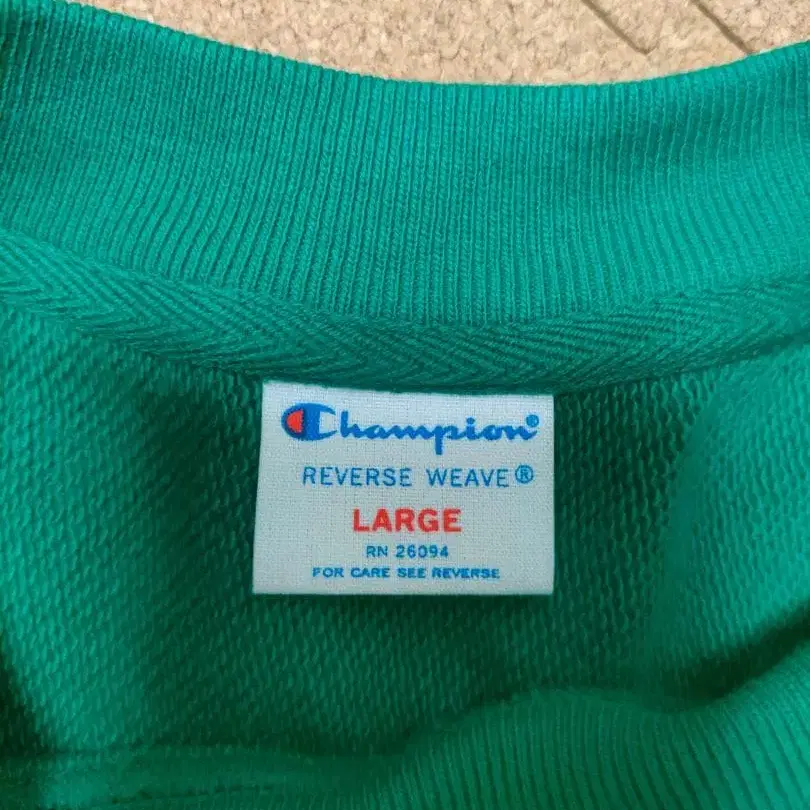 Champion®
REVERSE WEAVE®
LARGE
RN 26094
FOR CARE SEE REVERSE